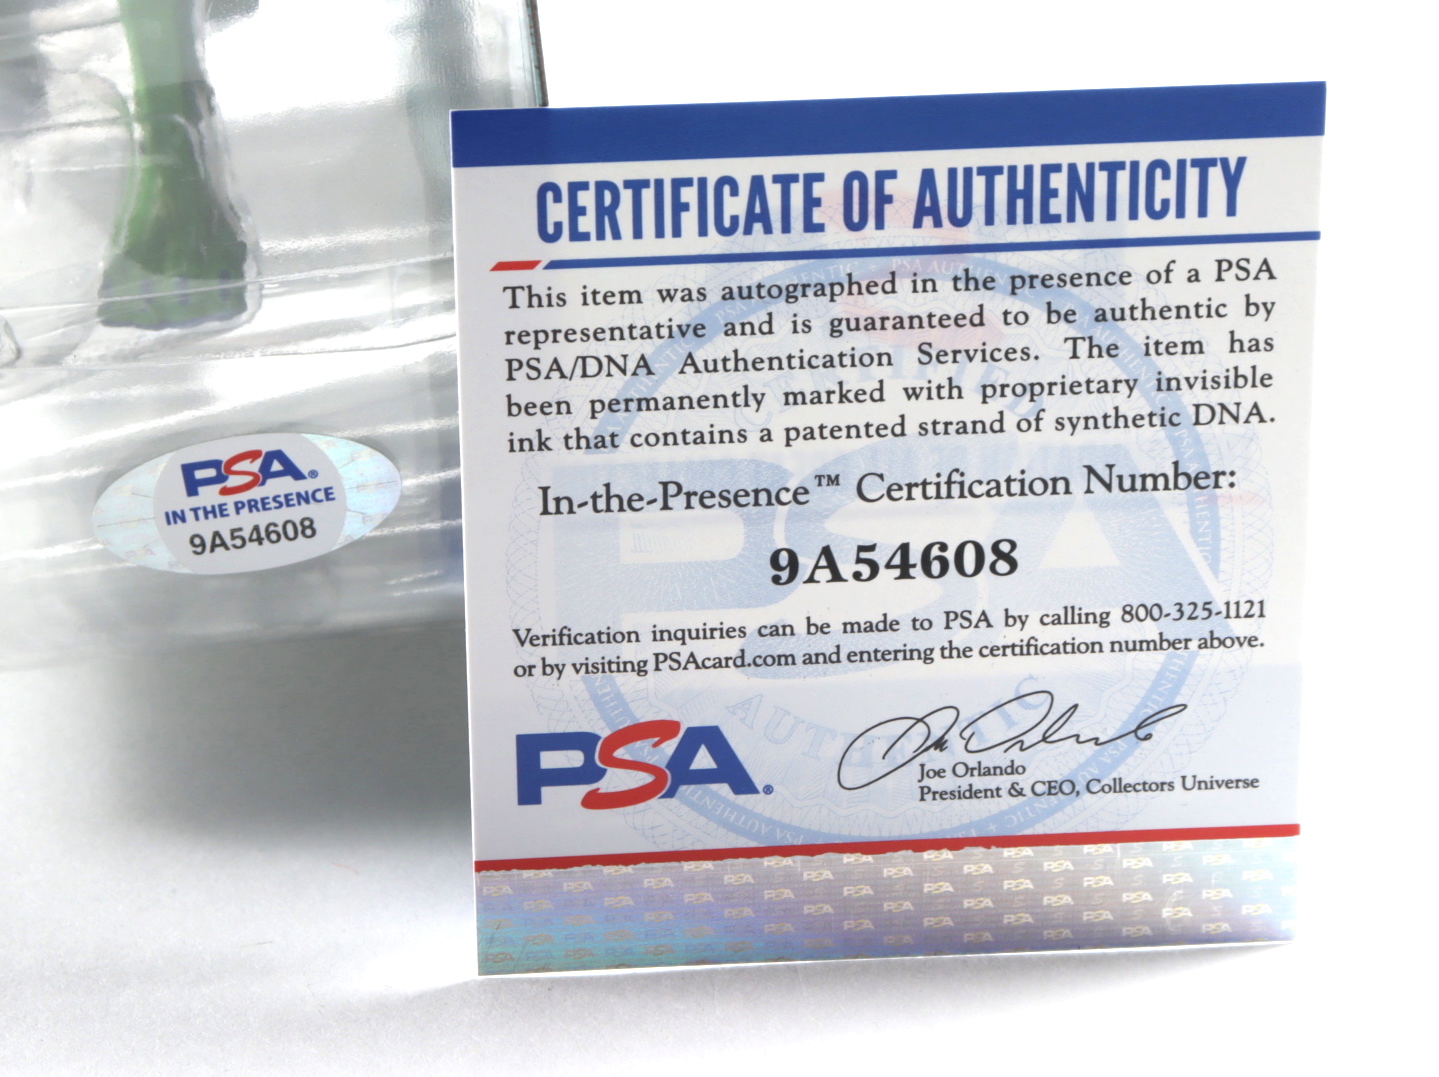 PSA®
IN THE PRESENCE
9A54608
CERTIFICATE OF AUTHENTICITY
This item was autographed in the presence of a PSA
representative and is guaranteed to be authentic by
PSA/DNA Authentication Services. The item has
been permanently marked with proprietary invisible
ink that contains a patented strand of synthetic DNA.
In-the-Presence™ Certification Number:
9A54608
Verification inquiries can be made to PSA by calling 800-325-1121
or by visiting PSAcard.com and entering the certification number above.
PSA®
Joe Orlando
President & CEO, Collectors Universe
CERTIFIED
PSA
AUTHENTIC